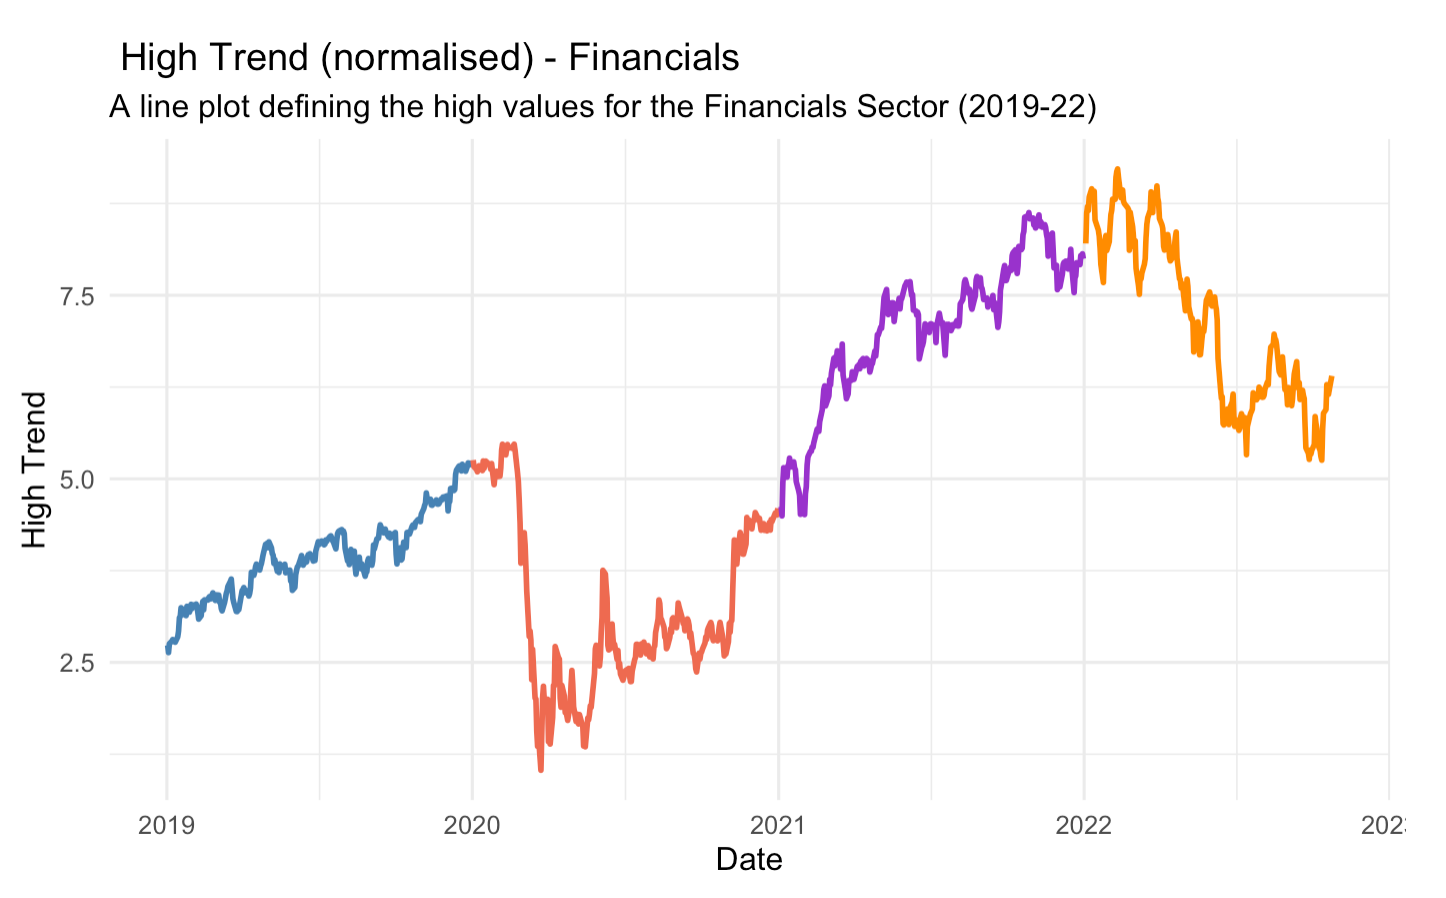 High Trend (normalised) - Financials
A line plot defining the high values for the Financials Sector (2019-22)
High Trend
7.5
5.0
2.5
2019 2020 2021 2022
Date